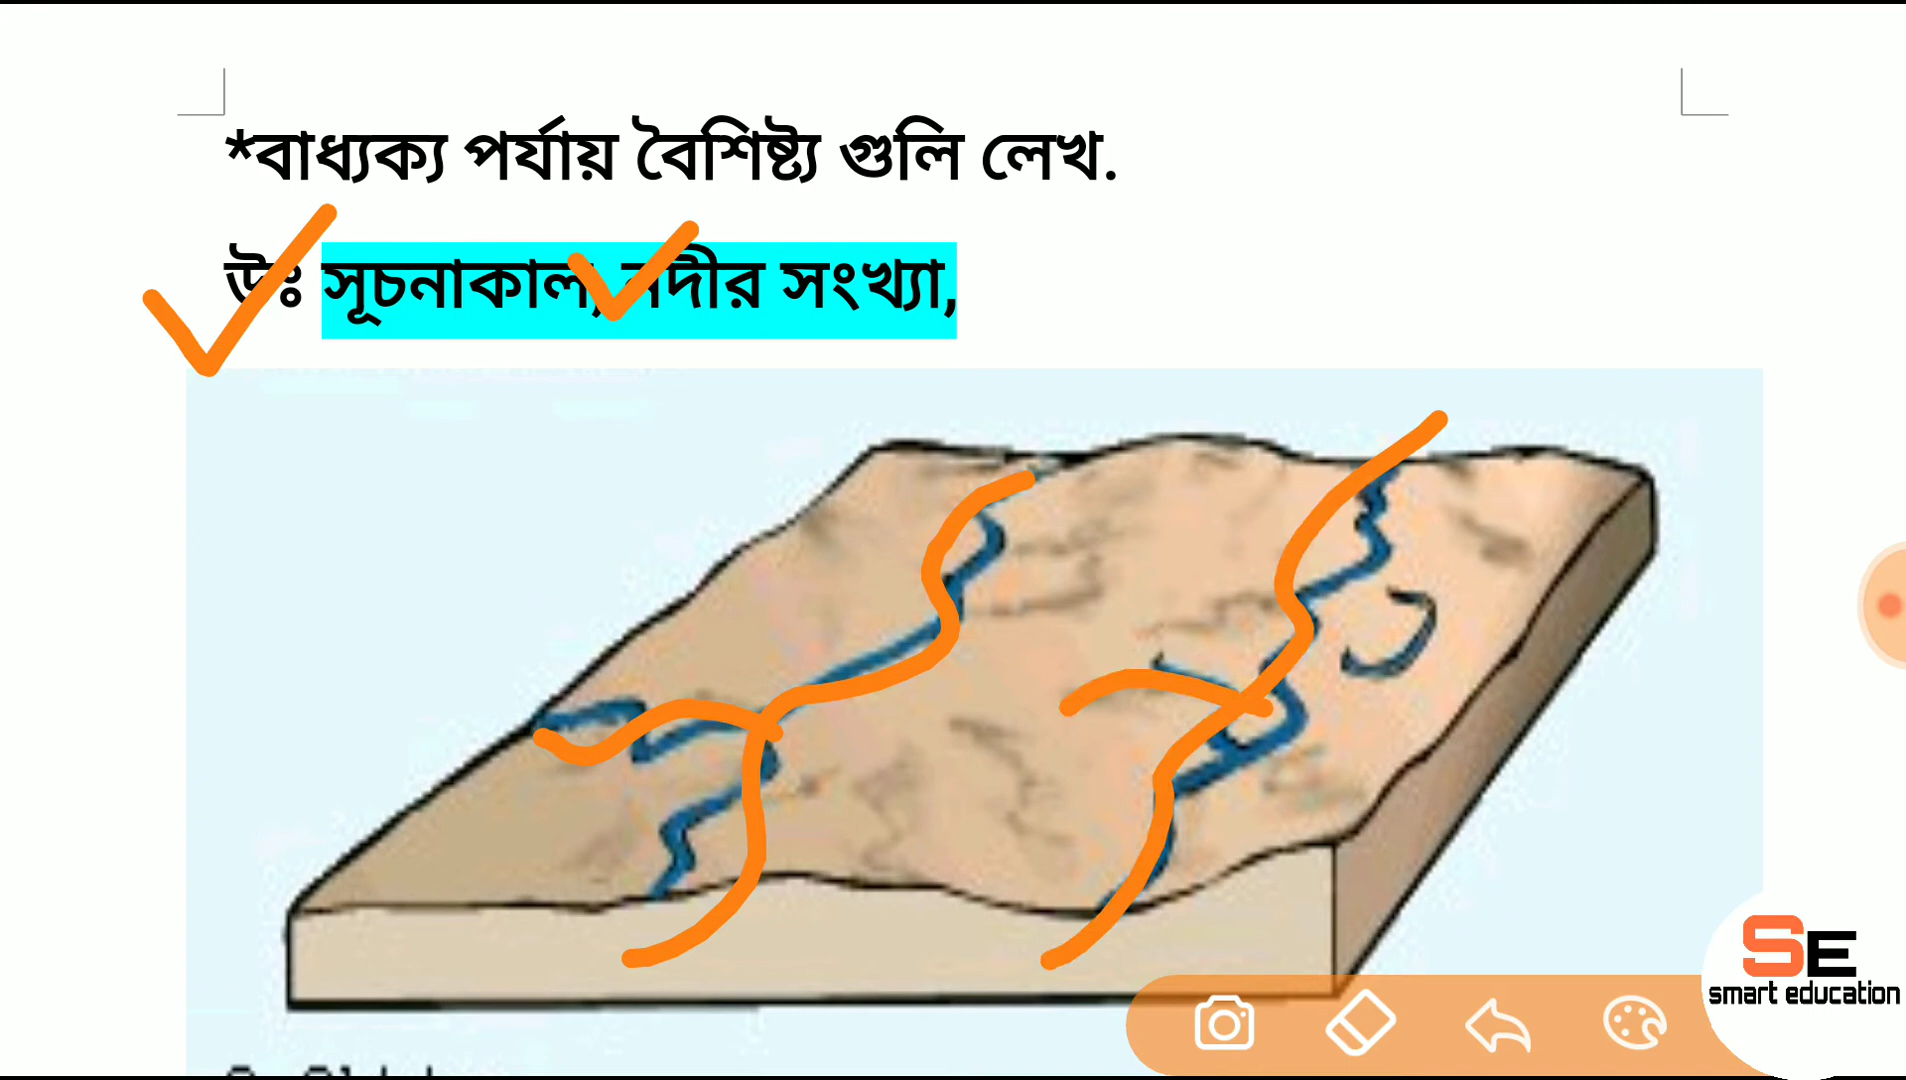 *বাধ্যক্য পর্যায় বৈশিষ্ট্য গুলি লেখ.
উঃ সূচনাকাল, নদীর সংখ্যা,
SE
smart education